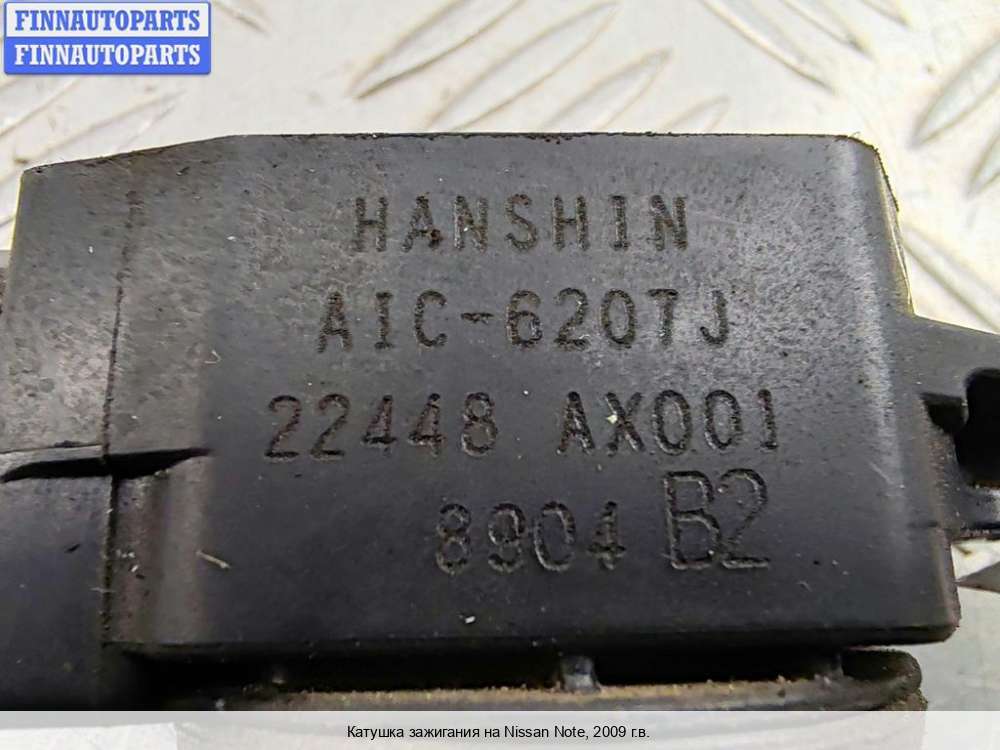 FINNAUTOPARTS
FINNAUTOPARTS
HANSHIN
AIC-6207J
22448 AX001
8904 B2
Катушка зажигания на Nissan Note, 2009 г.в.